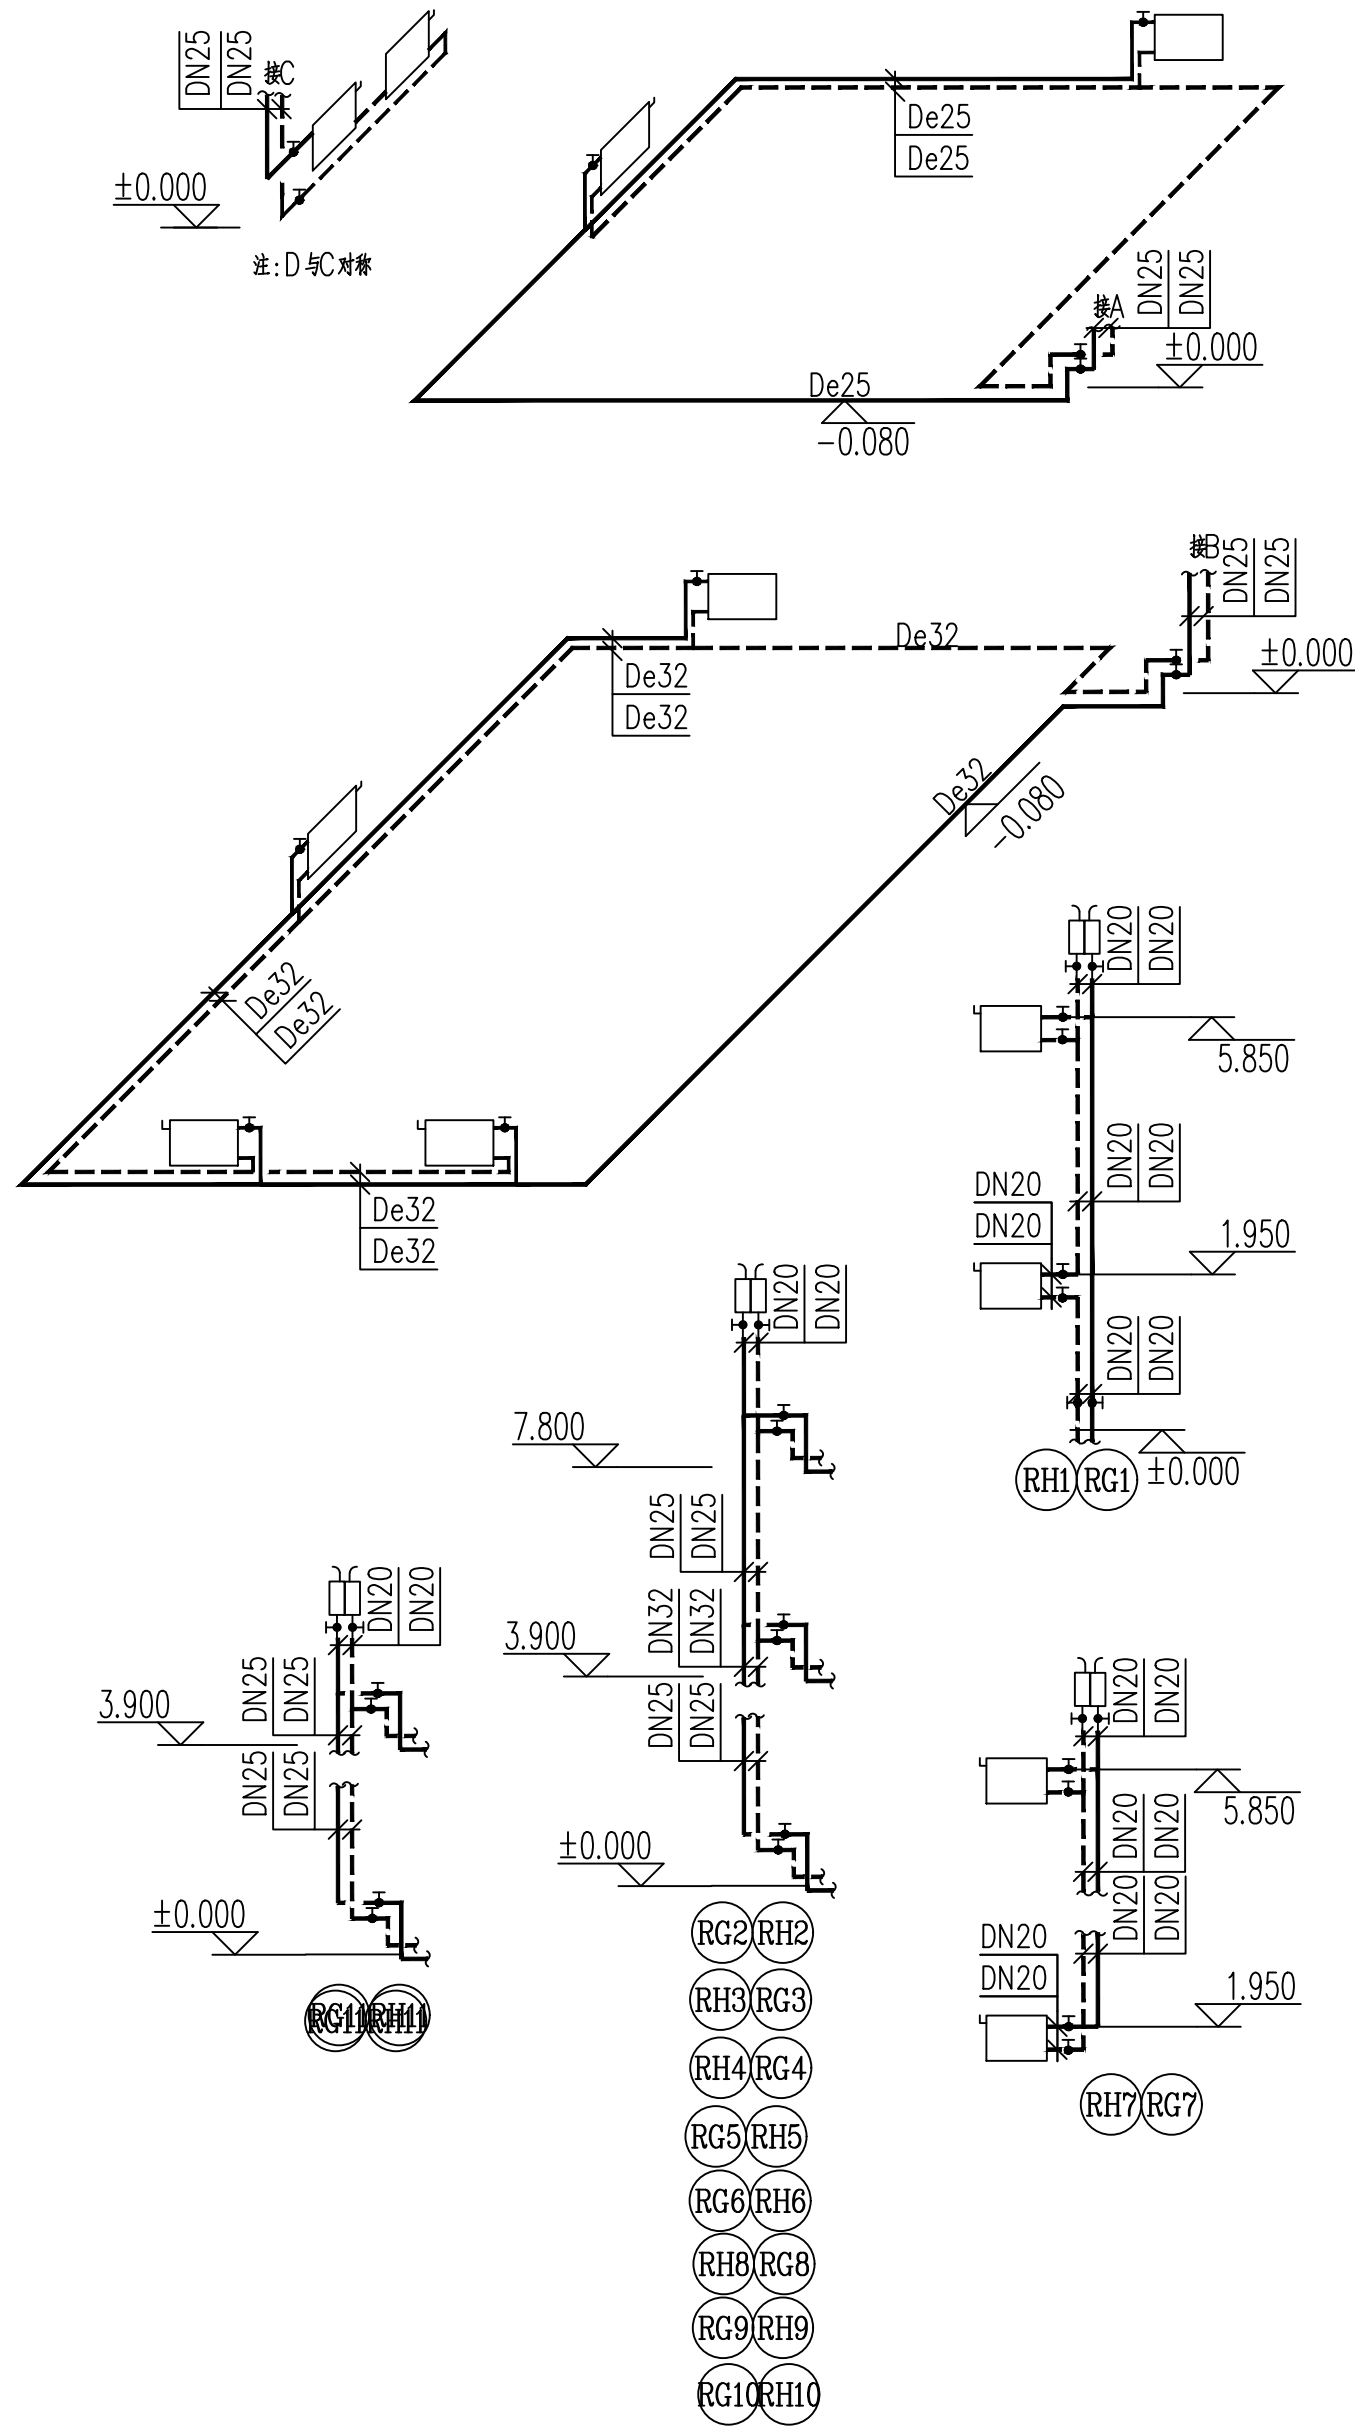 DN25
DN25
接C
±0.000
注:D与C对称
De25
De25
接A
DN25
DN25
±0.000
De25
-0.080
接B
DN25
DN25
±0.000
De32
De32
De32
De32
-0.080
De32
De32
De32
De32
DN20
DN20
5.850
DN20
DN20
DN20
DN20
1.950
DN20
DN20
±0.000
RH1 RG1
DN20
DN20
7.800
DN25
DN25
DN32
DN32
3.900
DN25
DN25
±0.000
RG2 RH2
RH3 RG3
RH4 RG4
RG5 RH5
RG6 RH6
RH8 RG8
RG9 RH9
RG10 RH10
DN20
DN20
DN25
DN25
3.900
DN25
DN25
±0.000
RG11 RH11
DN20
DN20
5.850
DN20
DN20
DN20
DN20
DN20
DN20
1.950
RH7 RG7